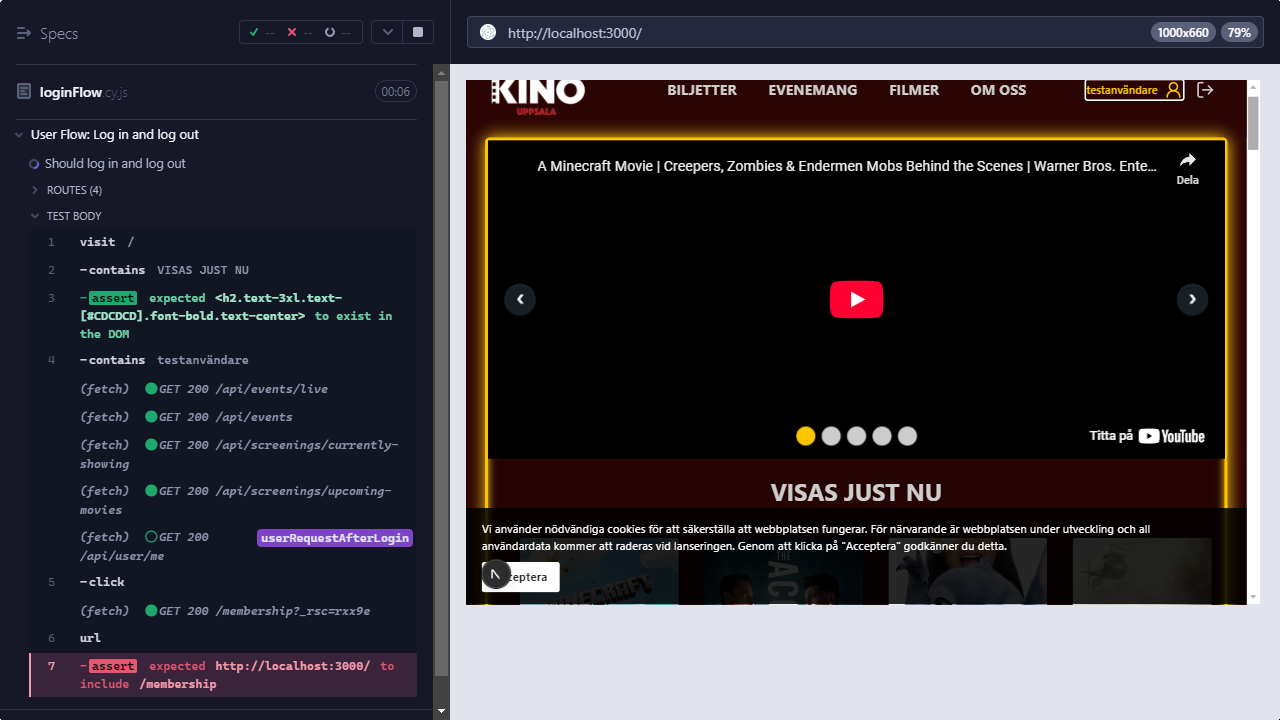 Specs
-- -- --
http://localhost:3000/
1000x660
79%
loginFlow.cy.js
00:06
User Flow: Log in and log out
Should log in and log out
ROUTES (4)
TEST BODY
1 visit /
2 -contains VISAS JUST NU
3 -assert expected <h2.text-3xl.text-
[#CDCDCD].font-bold.text-center> to exist in
the DOM
4 -contains testanvändare
(fetch) GET 200 /api/events/live
(fetch) GET 200 /api/events
(fetch) GET 200 /api/screenings/currently-
showing
(fetch) GET 200 /api/screenings/upcoming-
movies
(fetch) GET 200 userRequestAfterLogin
/api/user/me
5 -click
(fetch) GET 200 /membership?_rsc=rxx9e
6 url
7 -assert expected http://localhost:3000/ to
include /membership
KINO
UPPSALA
BILJETTER
EVENEMANG
FILMER
OM OSS
testanvändare
A Minecraft Movie | Creepers, Zombies & Endermen Mobs Behind the Scenes | Warner Bros. Ente...
Dela
Titta på YouTube
VISAS JUST NU
Vi använder nödvändiga cookies för att säkerställa att webbplatsen fungerar. För närvarande är webbplatsen under utveckling och all
användardata kommer att raderas vid lanseringen. Genom att klicka på "Acceptera" godkänner du detta.
N ceptera
THE
AC